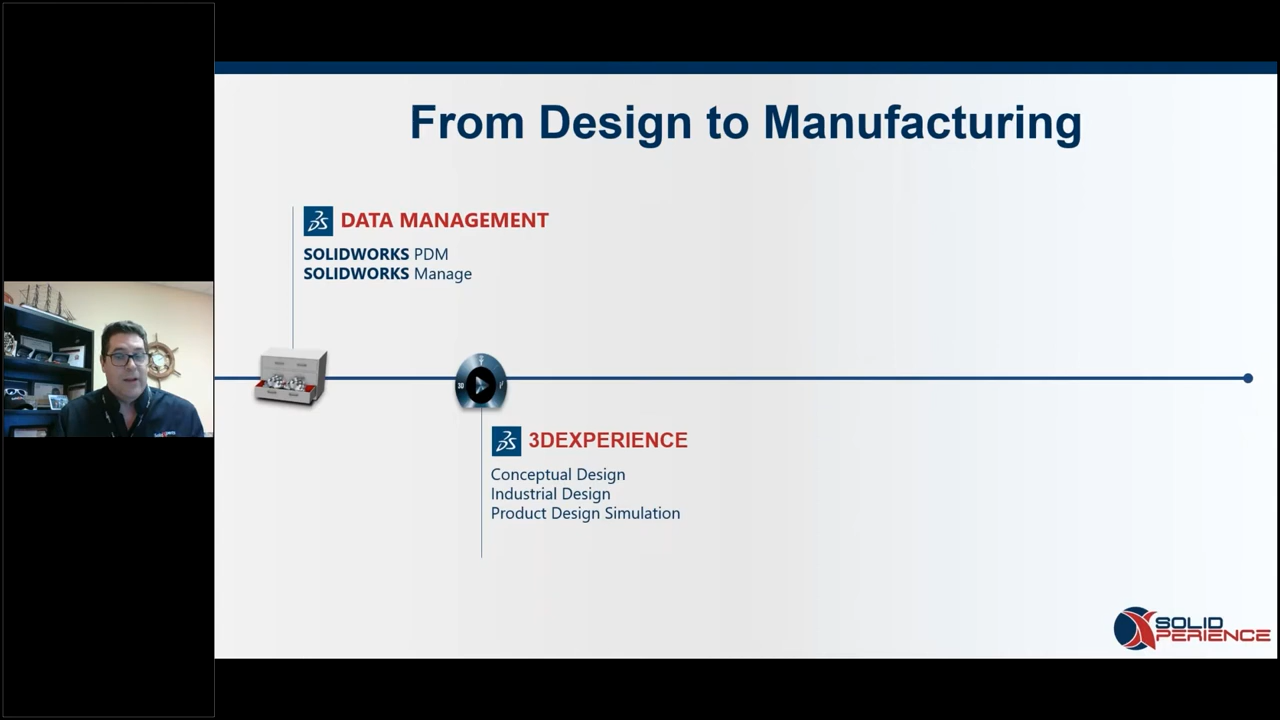 From Design to Manufacturing
DATA MANAGEMENT
SOLIDWORKS PDM
SOLIDWORKS Manage
3D
3DEXPERIENCE
Conceptual Design
Industrial Design
Product Design Simulation
SOLID
XPERIENCE